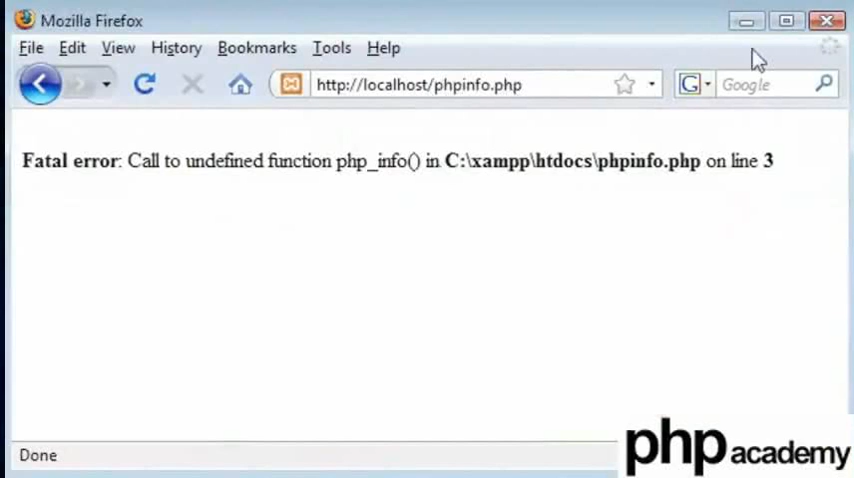 Mozilla Firefox
File Edit View History Bookmarks Tools Help
http://localhost/phpinfo.php G Google
Fatal error: Call to undefined function php_info() in C:\xampp\htdocs\phpinfo.php on line 3
Done
php academy